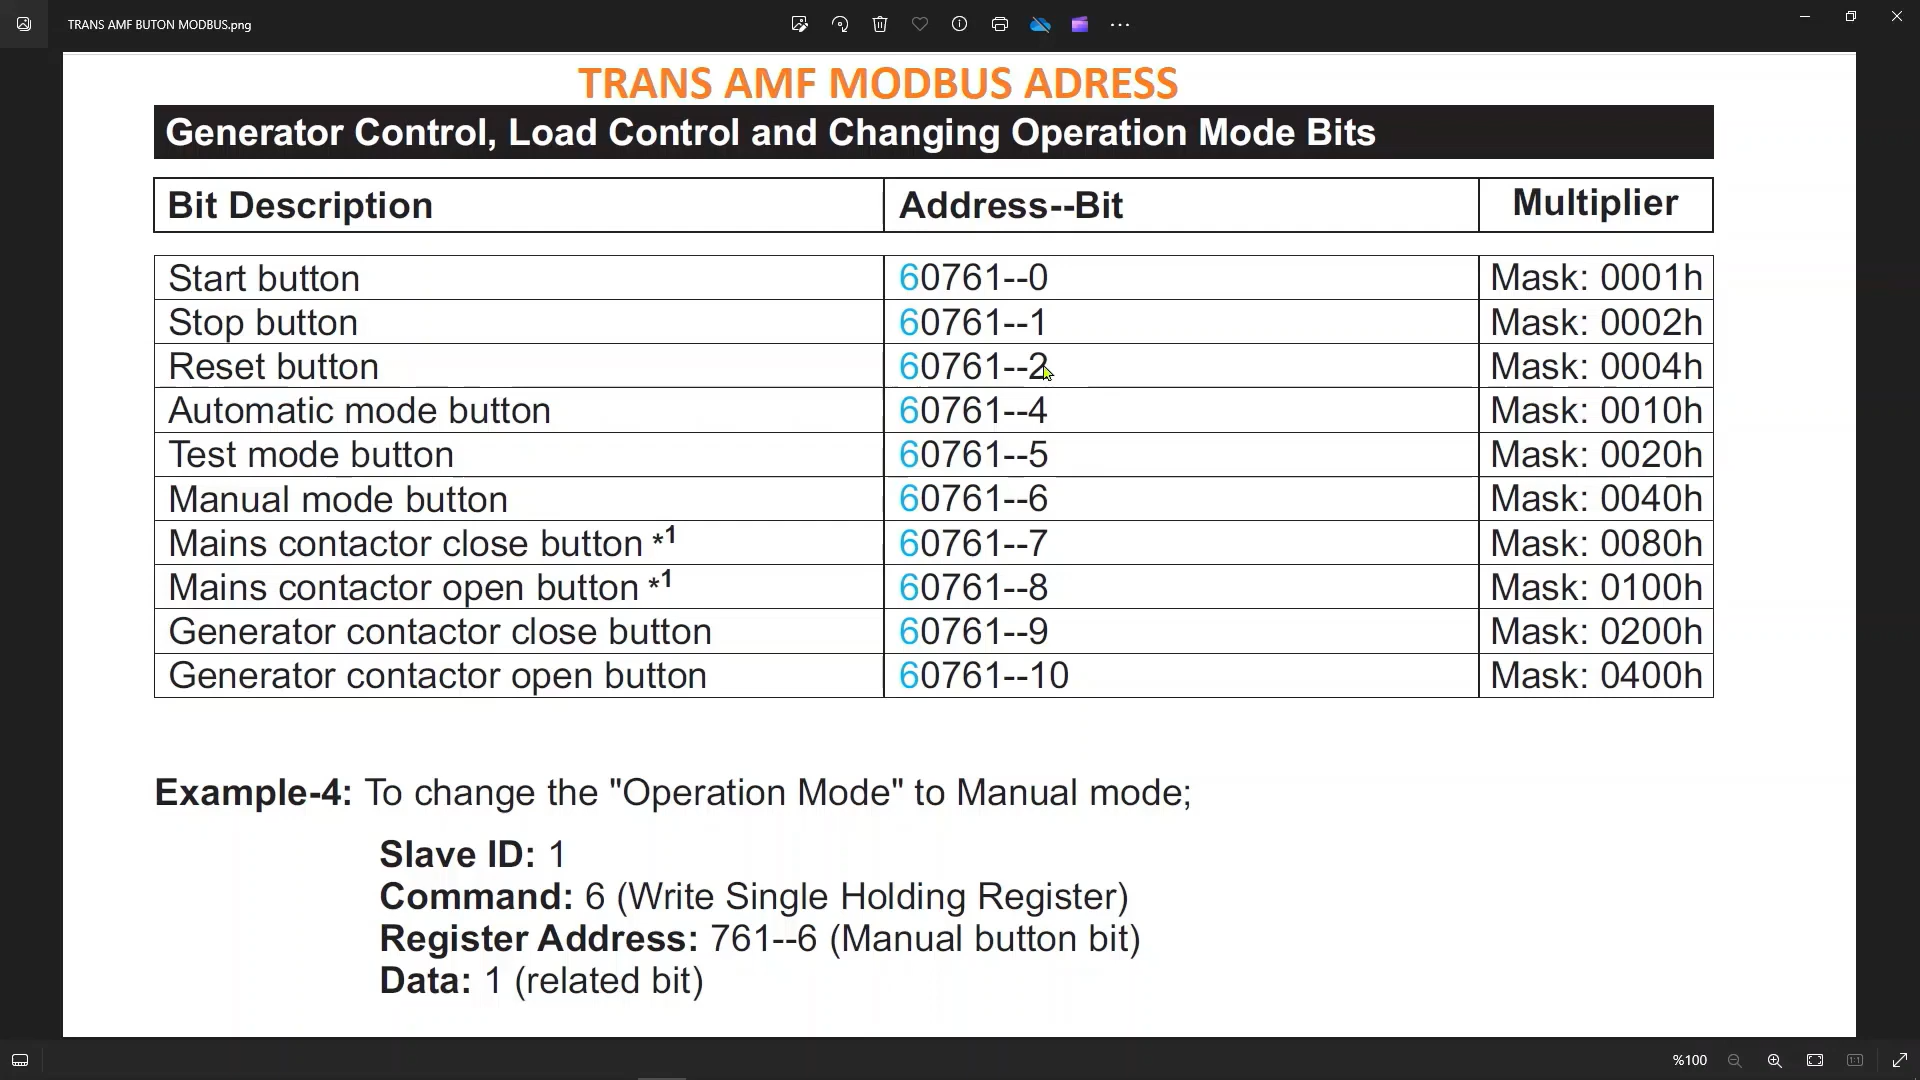 TRANS AMF BUTON MODBUS.png
TRANS AMF MODBUS ADRESS
Generator Control, Load Control and Changing Operation Mode Bits
Bit Description Address--Bit Multiplier
Start button 60761--0 Mask: 0001h
Stop button 60761--1 Mask: 0002h
Reset button 60761--2 Mask: 0004h
Automatic mode button 60761--4 Mask: 0010h
Test mode button 60761--5 Mask: 0020h
Manual mode button 60761--6 Mask: 0040h
Mains contactor close button *1 60761--7 Mask: 0080h
Mains contactor open button *1 60761--8 Mask: 0100h
Generator contactor close button 60761--9 Mask: 0200h
Generator contactor open button 60761--10 Mask: 0400h
Example-4: To change the "Operation Mode" to Manual mode;
Slave ID: 1
Command: 6 (Write Single Holding Register)
Register Address: 761--6 (Manual button bit)
Data: 1 (related bit)
%100